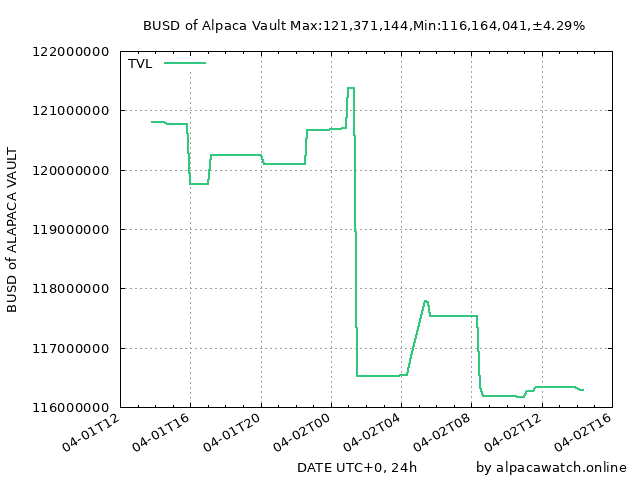 BUSD of Alpaca Vault Max:121,371,144,Min:116,164,041,±4.29%
TVL
BUSD of ALAPACA VAULT
122000000
121000000
120000000
119000000
118000000
117000000
116000000
04-01T12
04-01T16
04-01T20
04-02T00
04-02T04
04-02T08
04-02T12
04-02T16
DATE UTC+0, 24h
by alpacawatch.online